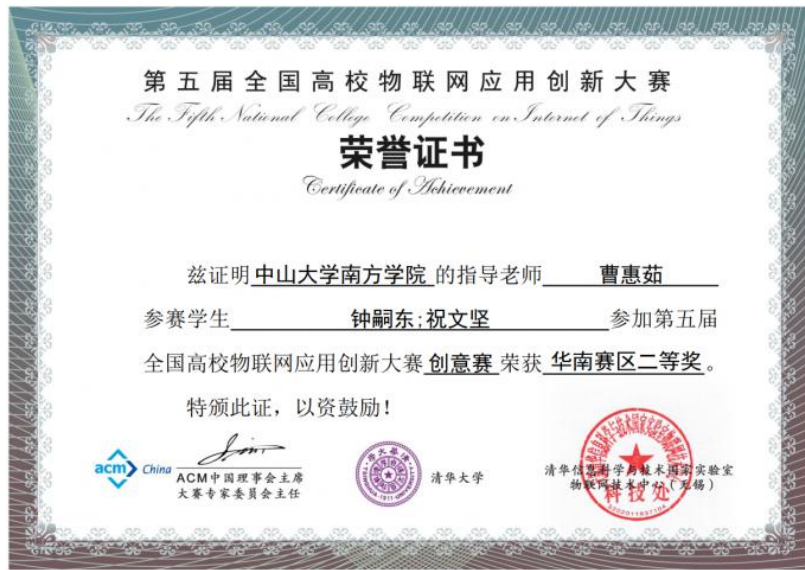 第五届全国高校物联网应用创新大赛
The Fifth National College Competition on Internet of Things
荣誉证书
Certificate of Achievement
兹证明中山大学南方学院的指导老师 曹惠茹
参赛学生 钟嗣东;祝文坚 参加第五届
全国高校物联网应用创新大赛 创意赛 荣获 华南赛区二等奖。
特颁此证，以资鼓励！
acm China
ACM中国理事会主席
大赛专家委员会主任
清华大学
清华信息科学与技术国家实验室
物联网技术中心（无锡）
科技处